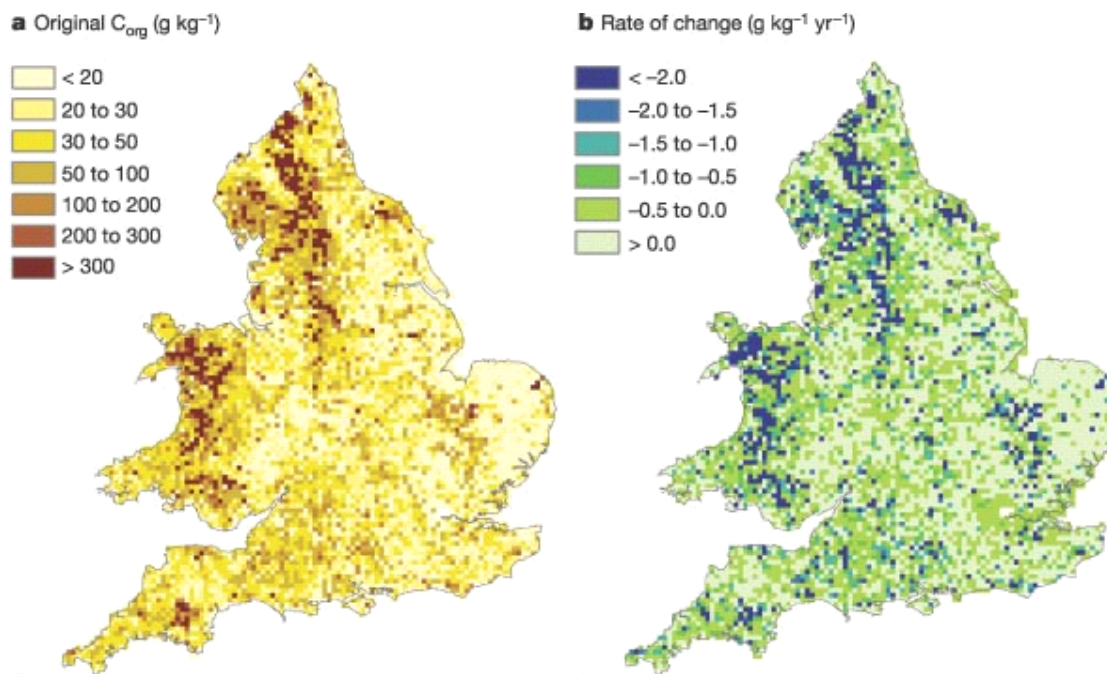 a Original Corg (g kg⁻¹)
< 20
20 to 30
30 to 50
50 to 100
100 to 200
200 to 300
> 300
b Rate of change (g kg⁻¹ yr⁻¹)
< –2.0
–2.0 to –1.5
–1.5 to –1.0
–1.0 to –0.5
–0.5 to 0.0
> 0.0